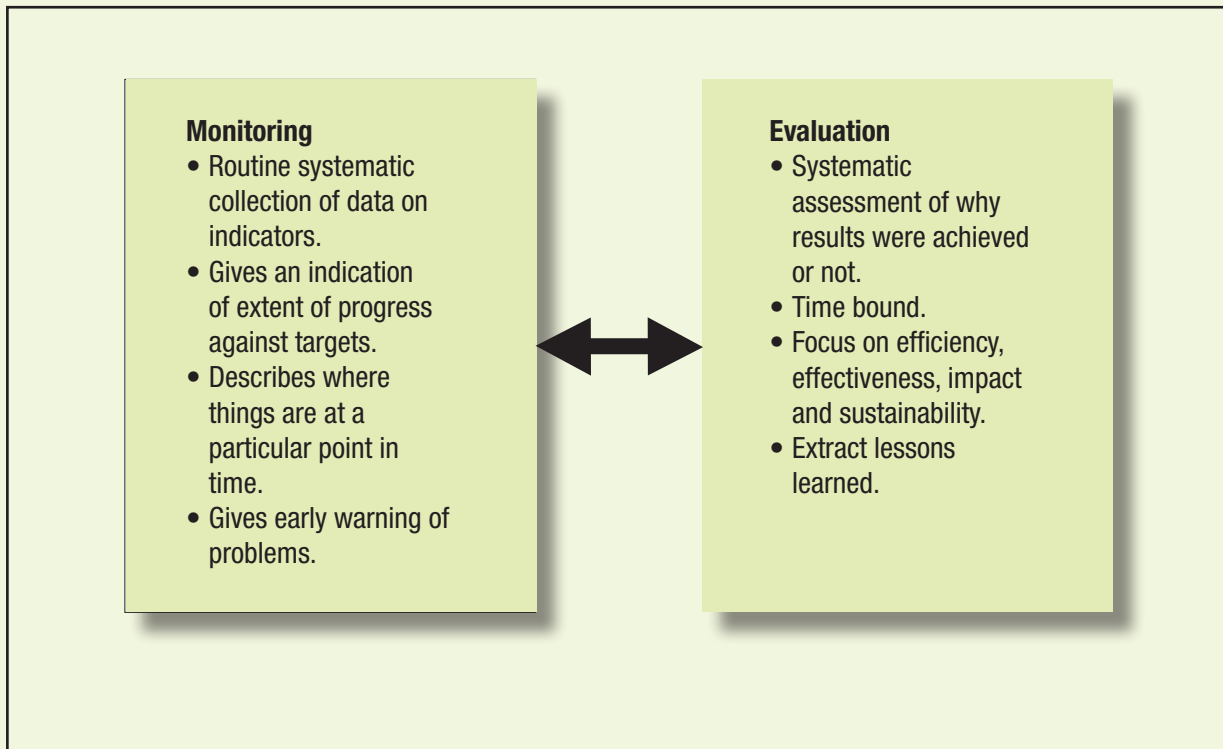 Monitoring
• Routine systematic
collection of data on
indicators.
• Gives an indication
of extent of progress
against targets.
• Describes where
things are at a
particular point in
time.
• Gives early warning of
problems.
Evaluation
• Systematic
assessment of why
results were achieved
or not.
• Time bound.
• Focus on efficiency,
effectiveness, impact
and sustainability.
• Extract lessons
learned.